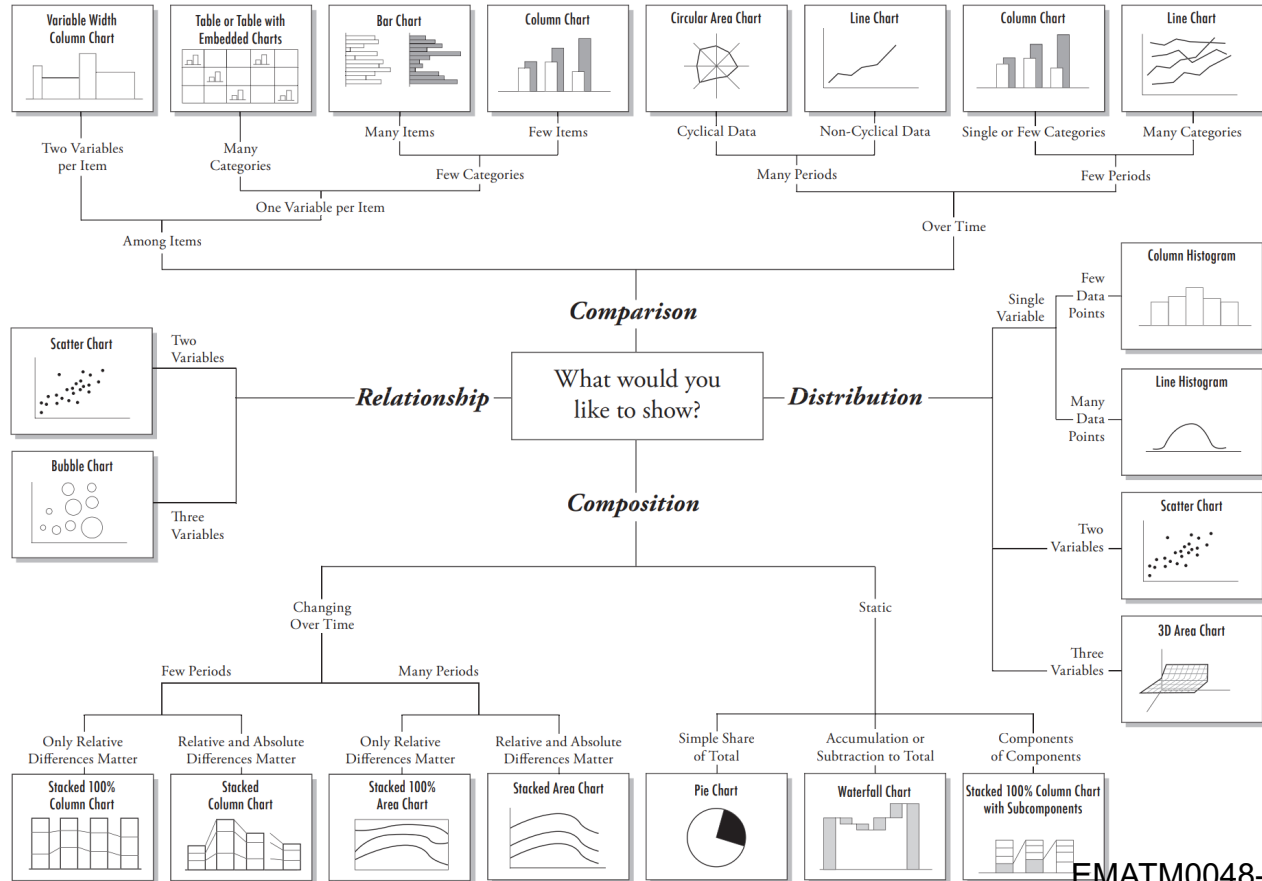 Variable Width
Column Chart
Table or Table with
Embedded Charts
Bar Chart
Column Chart
Circular Area Chart
Line Chart
Column Chart
Line Chart
Two Variables
per Item
Many
Categories
Many Items
Few Items
Cyclical Data
Non-Cyclical Data
Single or Few Categories
Many Categories
Few Categories
Many Periods
Few Periods
One Variable per Item
Among Items
Over Time
Comparison
What would you
like to show?
Relationship
Two
Variables
Scatter Chart
Three
Variables
Bubble Chart
Distribution
Single
Variable
Few
Data
Points
Column Histogram
Many
Data
Points
Line Histogram
Two
Variables
Scatter Chart
Three
Variables
3D Area Chart
Composition
Changing
Over Time
Static
Few Periods
Many Periods
Only Relative
Differences Matter
Relative and Absolute
Differences Matter
Only Relative
Differences Matter
Relative and Absolute
Differences Matter
Simple Share
of Total
Accumulation or
Subtraction to Total
Components
of Components
Stacked 100%
Column Chart
Stacked
Column Chart
Stacked 100%
Area Chart
Stacked Area Chart
Pie Chart
Waterfall Chart
Stacked 100% Column Chart
with Subcomponents
EMATM0048-